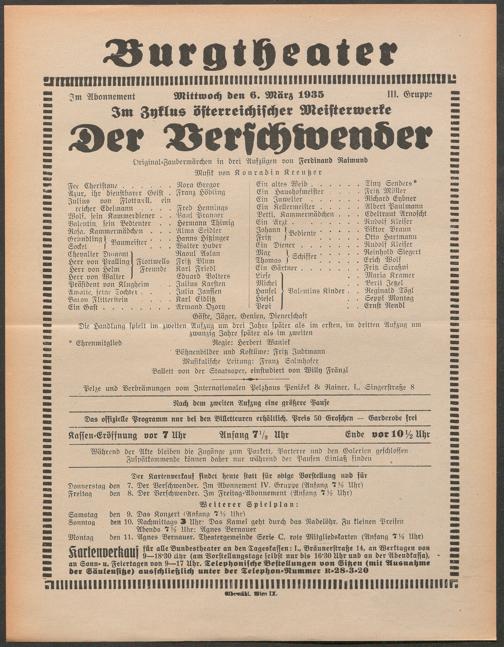 Burgtheater
Im Abonnement
Mittwoch den 6. März 1935
III. Gruppe
Im Zyklus österreichischer Meisterwerke
Der Verschwender
Original-Zaubermärchen in drei Aufzügen von Ferdinand Raimund
Musik von Konradin Kreutzer
Fee Cheristane . . . . . Nora Gregor
Azur, ihr dienstbarer Geist . Franz Höbling
Julius von Flottwell, ein
reicher Edelmann . . . . Fred Hennings
Wolf, sein Kammerdiener . . Paul Pranger
Valentin, sein Bedienter . . Hermann Thimig
Rosa, Kammermädchen . . Alma Seidler
Gründling } Baumeister . . Hanns Hitzinger
Sockel } Walter Huber
Chevalier Dumont } Flottwells Freunde Raoul Aslan
Herr von Pralling Fritz Blum
Herr von Helm Karl Friedl
Herr von Walter Eduard Volters
Präsident von Klugheim . . Julius Karsten
Amalie, seine Tochter . . . Julia Janssen
Baron Flitterstein . . . . Karl Eidlitz
Ein Gast . . . . . . . . Armand Ozory
Ein altes Weib . . . . . Tiny Senders*
Ein Haushofmeister . . . . Fritz Müller
Ein Juwelier . . . . . . Richard Eybner
Ein Kellermeister . . . . Albert Paulmann
Betti, Kammermädchen . . . Edeltraut Arnoscht
Ein Arzt . . . . . . . Rudolf Kleiser
Johann } Bediente . . . . Viktor Braun
Fritz } Otto Hartmann
Ein Diener . . . . . . . Rudolf Kleiser
Max } Schiffer . . . . . Reinhold Siegert
Thomas } Erich Wolf
Ein Gärtner . . . . . . Fritz Straßni
Liese } Valentins Kinder . . Maria Kramer
Michel Berti Jetzel
Hansel Reginald Tögl
Hiesel Seppl Montag
Pepi Ernst Rendl
Gäste, Jäger, Genien, Dienerschaft
Die Handlung spielt im zweiten Aufzug um drei Jahre später als im ersten, im dritten Aufzug um
zwanzig Jahre später als im zweiten
* Ehrenmitglied
Regie: Herbert Waniek
Bühnenbilder und Kostüme: Fritz Judtmann
Musikalische Leitung: Franz Salmhofer
Ballett von der Staatsoper, einstudiert von Willy Fränzl
Pelze und Verbrämungen vom Internationalen Pelzhaus Penižek & Rainer, I., Singerstraße 8
Nach dem zweiten Aufzug eine größere Pause
Das offizielle Programm nur bei den Billetteuren erhältlich. Preis 50 Groschen — Garderobe frei
Kassen-Eröffnung vor 7 Uhr
Anfang 7½ Uhr
Ende vor 10½ Uhr
Während der Akte bleiben die Zugänge zum Parkett, Parterre und den Galerien geschlossen
Zuspätkommende können daher nur während der Pausen Einlaß finden
Der Kartenverkauf findet heute statt für obige Vorstellung und für
Donnerstag den 7. Der Verschwender. Im Abonnement IV. Gruppe (Anfang 7½ Uhr)
Freitag den 8. Der Verschwender. Im Freitag-Abonnement (Anfang 7½ Uhr)
Weiterer Spielplan:
Samstag den 9. Das Konzert (Anfang 7½ Uhr)
Sonntag den 10. Nachmittags 3 Uhr: Das Kamel geht durch das Nadelöhr. Zu kleinen Preisen
Abends 7½ Uhr: Agnes Bernauer
Montag den 11. Agnes Bernauer. Theatergemeinde Serie C, rote Mitgliedskarten (Anfang 7½ Uhr)
Kartenverkauf für alle Bundestheater an den Tageskassen: I., Bräunerstraße 14, an Werktagen von
9—18·30 Uhr (am Vorstellungstage selbst nur bis 16·30 Uhr und an der Abendkassa),
an Sonn- u. Feiertagen von 9—17 Uhr. Telephonische Bestellungen von Sitzen (mit Ausnahme
der Säulensitze) ausschließlich unter der Telephon-Nummer R-28-3-20
Elbemühl, Wien IX.